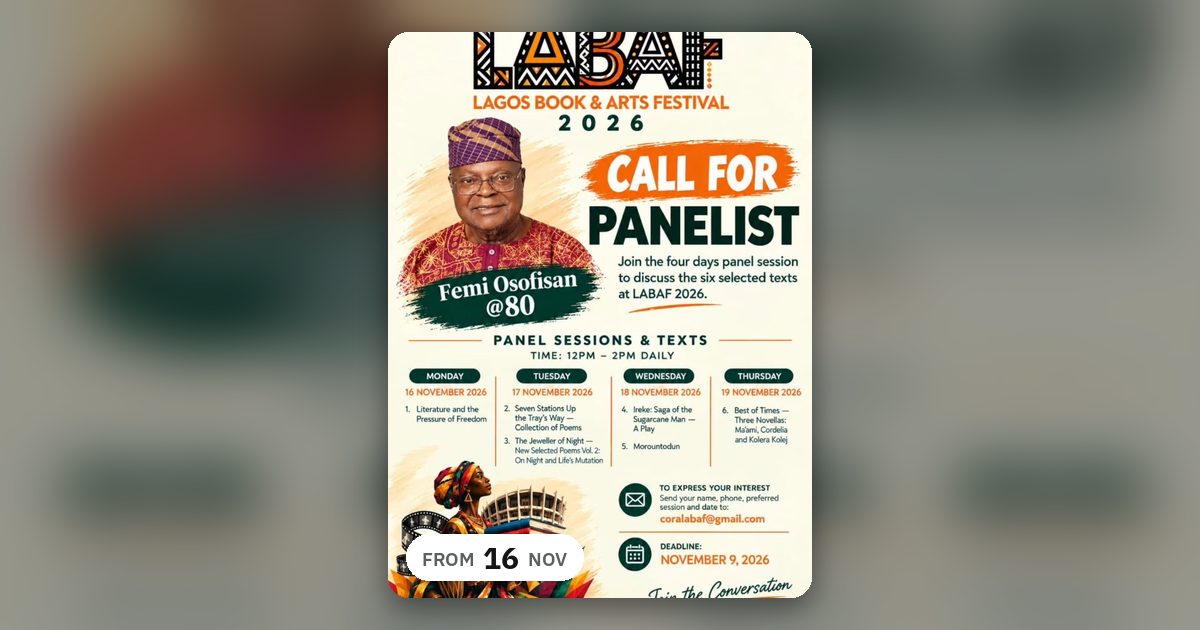 LABAF
LAGOS BOOK & ARTS FESTIVAL
2026
CALL FOR
PANELIST
Join the four days panel session
to discuss the six selected texts
at LABAF 2026.
Femi Osofisan
@80
PANEL SESSIONS & TEXTS
TIME: 12PM – 2PM DAILY
MONDAY
16 NOVEMBER 2026
1. Literature and the
Pressure of Freedom
TUESDAY
17 NOVEMBER 2026
2. Seven Stations Up
the Tray's Way —
Collection of Poems
3. The Jeweller of Night —
New Selected Poems Vol. 2:
On Night and Life's Mutation
WEDNESDAY
18 NOVEMBER 2026
4. Ireke: Saga of the
Sugarcane Man —
A Play
5. Morountodun
THURSDAY
19 NOVEMBER 2026
6. Best of Times —
Three Novellas:
Ma'ami, Cordelia
and Kolera Kolej
TO EXPRESS YOUR INTEREST
Send your name, phone, preferred
session and date to:
coralabaf@gmail.com
DEADLINE:
NOVEMBER 9, 2026
Join the Conversation
FROM 16 NOV